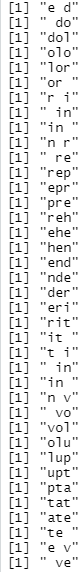 [1] "e d"
[1] " do"
[1] "dol"
[1] "olo"
[1] "lor"
[1] "or "
[1] "r i"
[1] " in"
[1] "in "
[1] "n r"
[1] " re"
[1] "rep"
[1] "epr"
[1] "pre"
[1] "reh"
[1] "ehe"
[1] "hen"
[1] "end"
[1] "nde"
[1] "der"
[1] "eri"
[1] "rit"
[1] "it "
[1] "t i"
[1] " in"
[1] "in "
[1] "n v"
[1] " vo"
[1] "vol"
[1] "olu"
[1] "lup"
[1] "upt"
[1] "pta"
[1] "tat"
[1] "ate"
[1] "te "
[1] "e v"
[1] " ve"